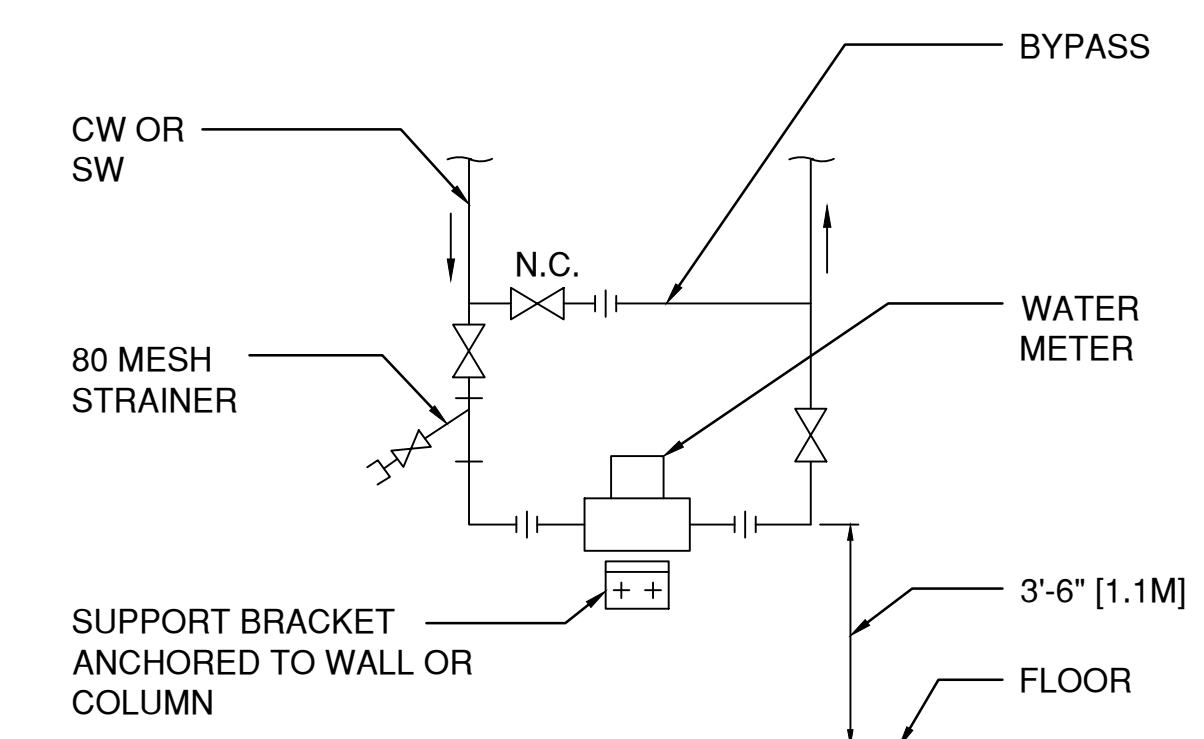 BYPASS
CW OR
SW
N.C.
WATER
METER
80 MESH
STRAINER
3'-6" [1.1M]
SUPPORT BRACKET
ANCHORED TO WALL OR
COLUMN
FLOOR